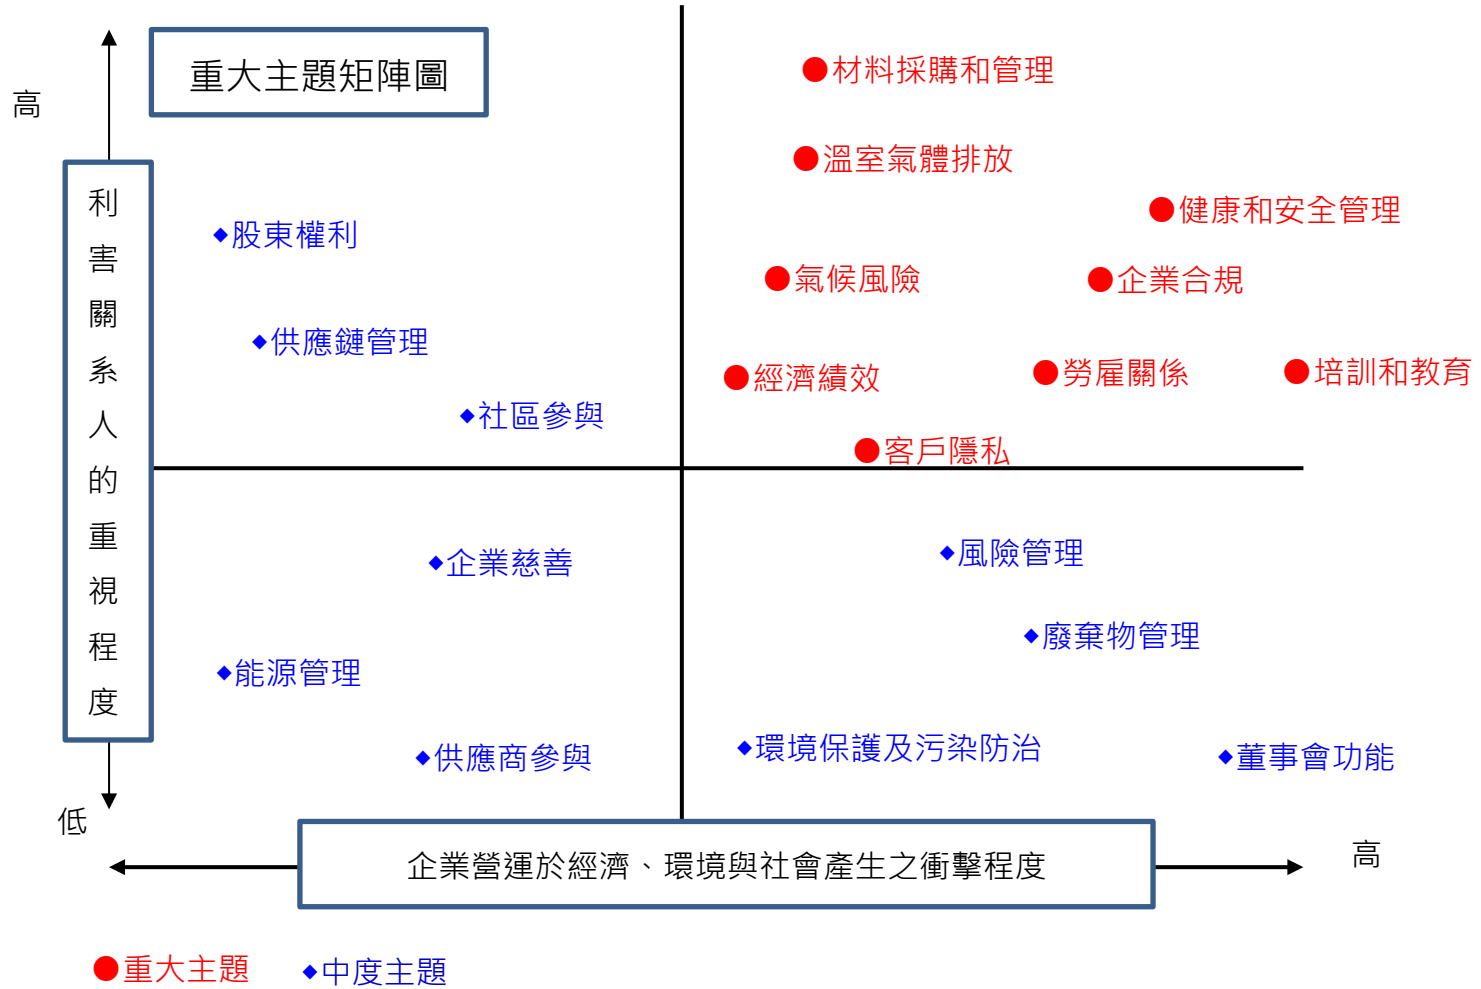 重大主題矩陣圖
高
利害關系人的重視程度
低
●材料採購和管理
●溫室氣體排放
●健康和安全管理
◆股東權利
●氣候風險
●企業合規
◆供應鏈管理
●經濟績效
●勞雇關係
●培訓和教育
◆社區參與
●客戶隱私
◆企業慈善
◆風險管理
◆廢棄物管理
◆能源管理
◆供應商參與
◆環境保護及污染防治
◆董事會功能
企業營運於經濟、環境與社會產生之衝擊程度
高
●重大主題
◆中度主題